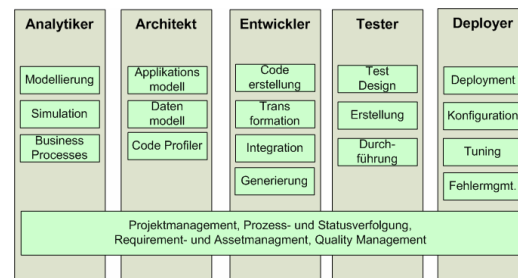 Analytiker
Modellierung
Simulation
Business
Processes
Architekt
Applikations
modell
Daten
modell
Code Profiler
Entwickler
Code
erstellung
Trans
formation
Integration
Generierung
Tester
Test
Design
Erstellung
Durch-
führung
Deployer
Deployment
Konfiguration
Tuning
Fehlermgmt.
Projektmanagement, Prozess- und Statusverfolgung,
Requirement- und Assetmanagment, Quality Management